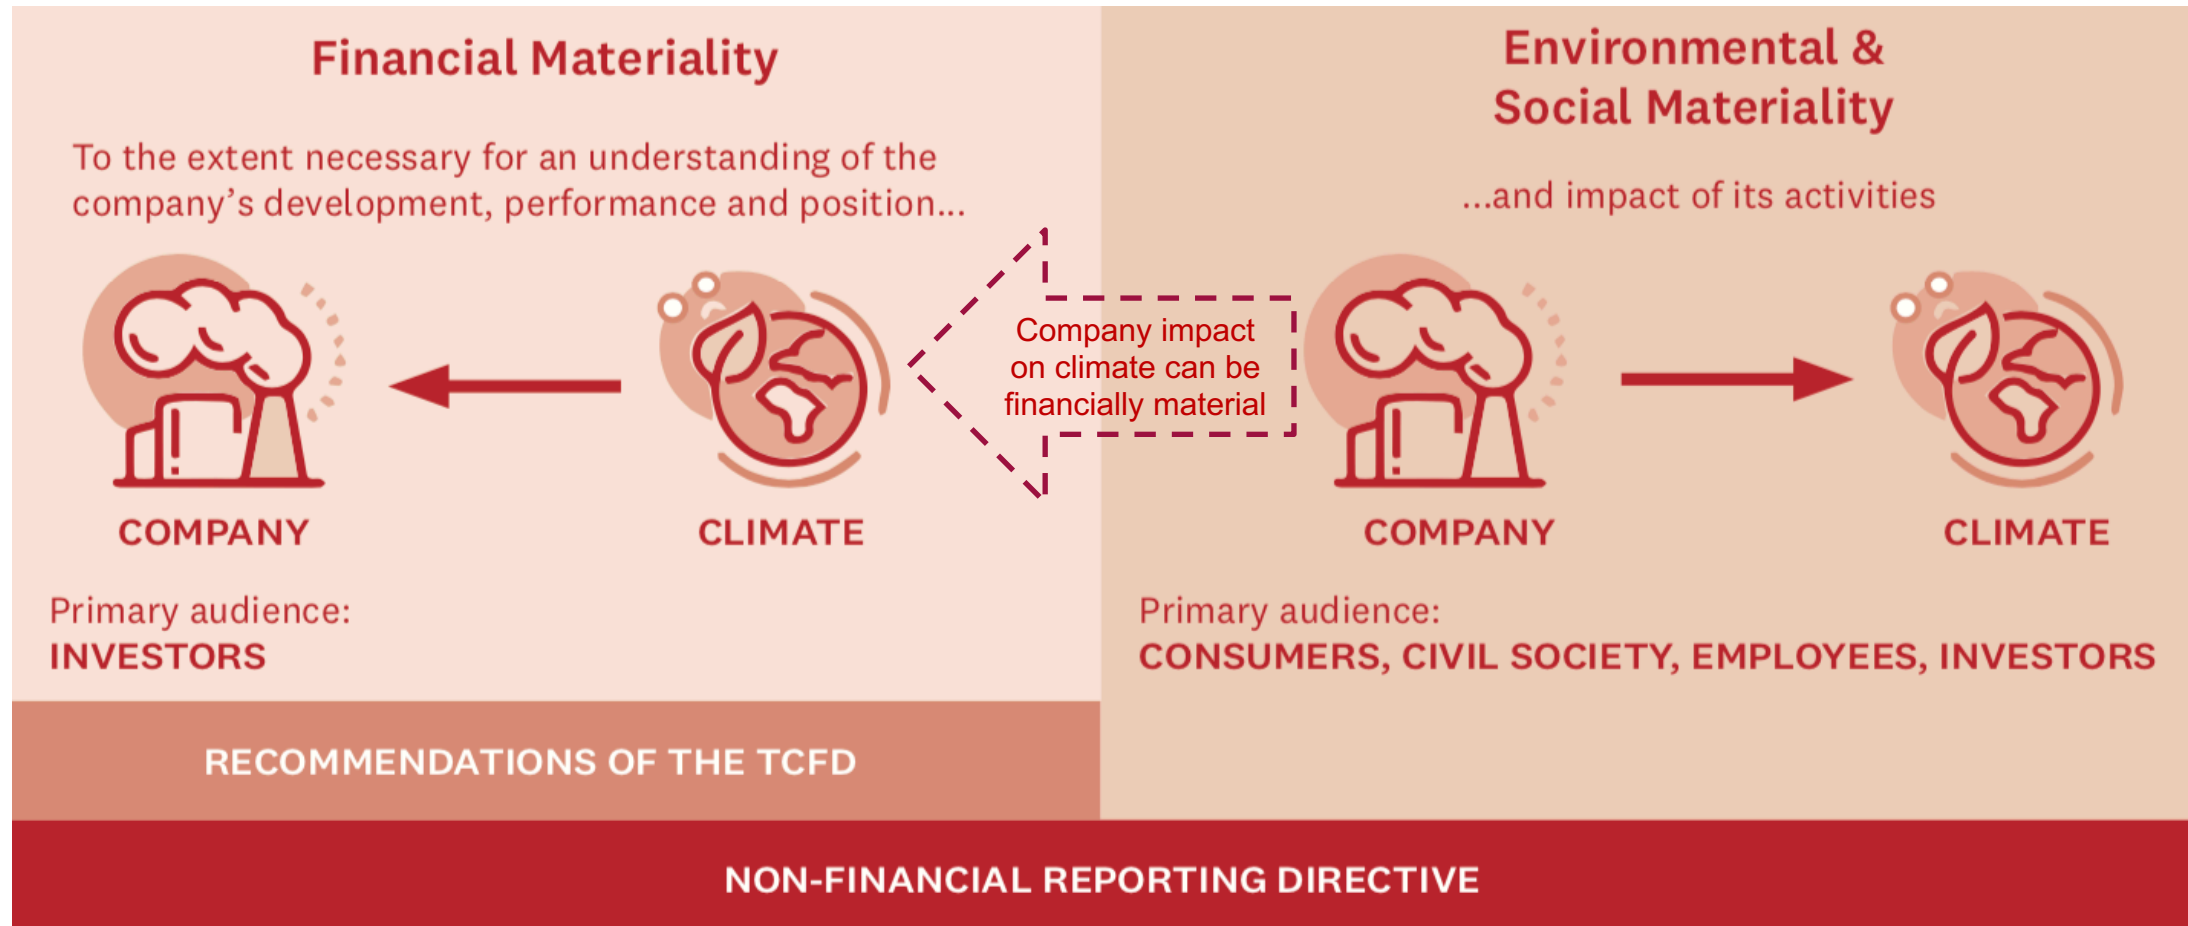 Financial Materiality
To the extent necessary for an understanding of the
company’s development, performance and position...
COMPANY
CLIMATE
Primary audience:
INVESTORS
RECOMMENDATIONS OF THE TCFD
Company impact
on climate can be
financially material
Environmental &
Social Materiality
...and impact of its activities
COMPANY
CLIMATE
Primary audience:
CONSUMERS, CIVIL SOCIETY, EMPLOYEES, INVESTORS
NON-FINANCIAL REPORTING DIRECTIVE